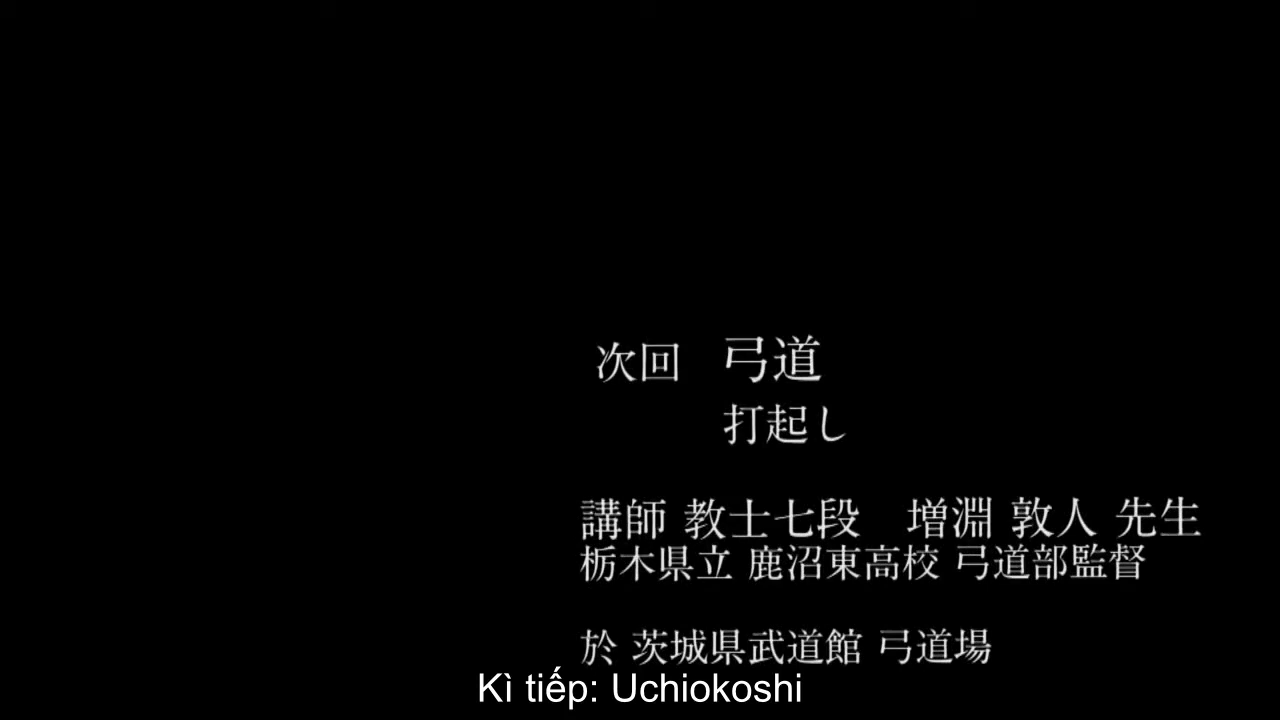 次回　弓道
打起し
講師 教士七段　増淵 敦人 先生
栃木県立 鹿沼東高校 弓道部監督
於 茨城県武道館 弓道場
Kì tiếp: Uchiokoshi